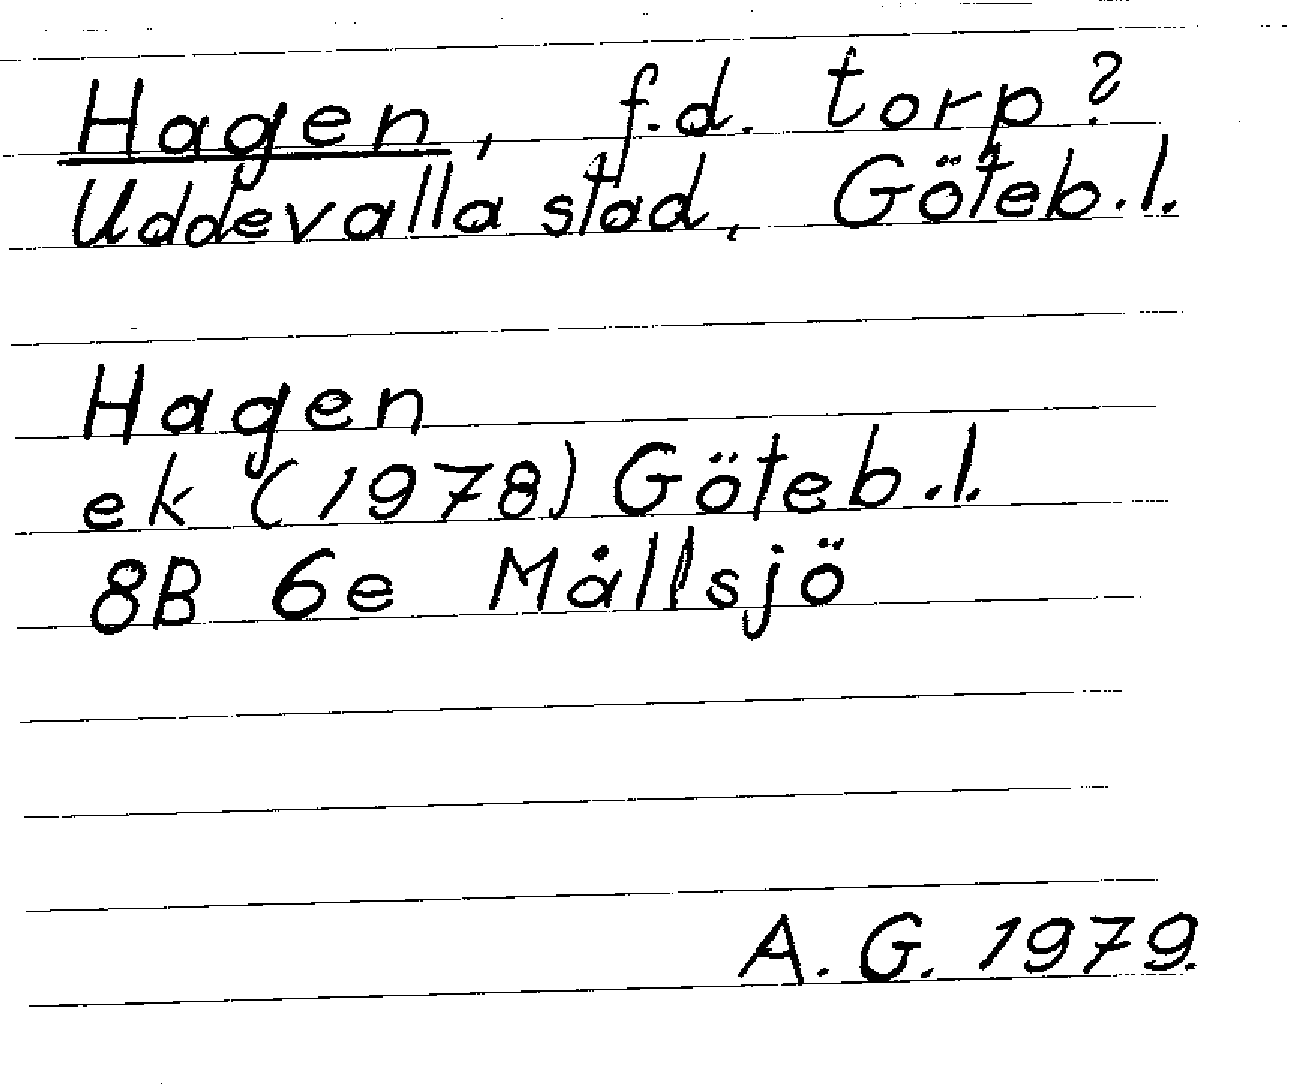 Hagen, f.d. torp?
Uddevalla stad, Göteb.l.
Hagen
ek (1978) Göteb.l.
8B 6e Mållsjö
A.G. 1979.